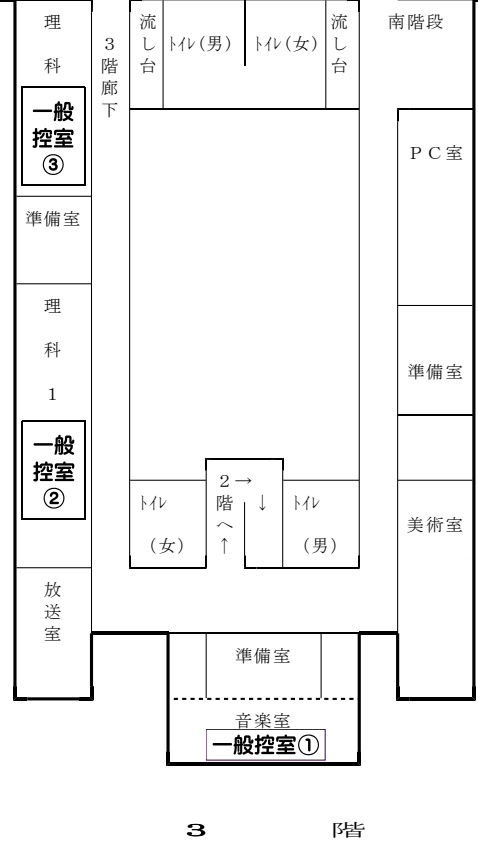 理科
一般
控室
③
準備室
理科1
一般
控室
②
放送室
3階廊下
流し台
トイレ(男)
トイレ(女)
流し台
南階段
PC室
準備室
美術室
トイレ
(女)
2階へ
→
↓
↑
トイレ
(男)
準備室
音楽室
一般控室①
3 階